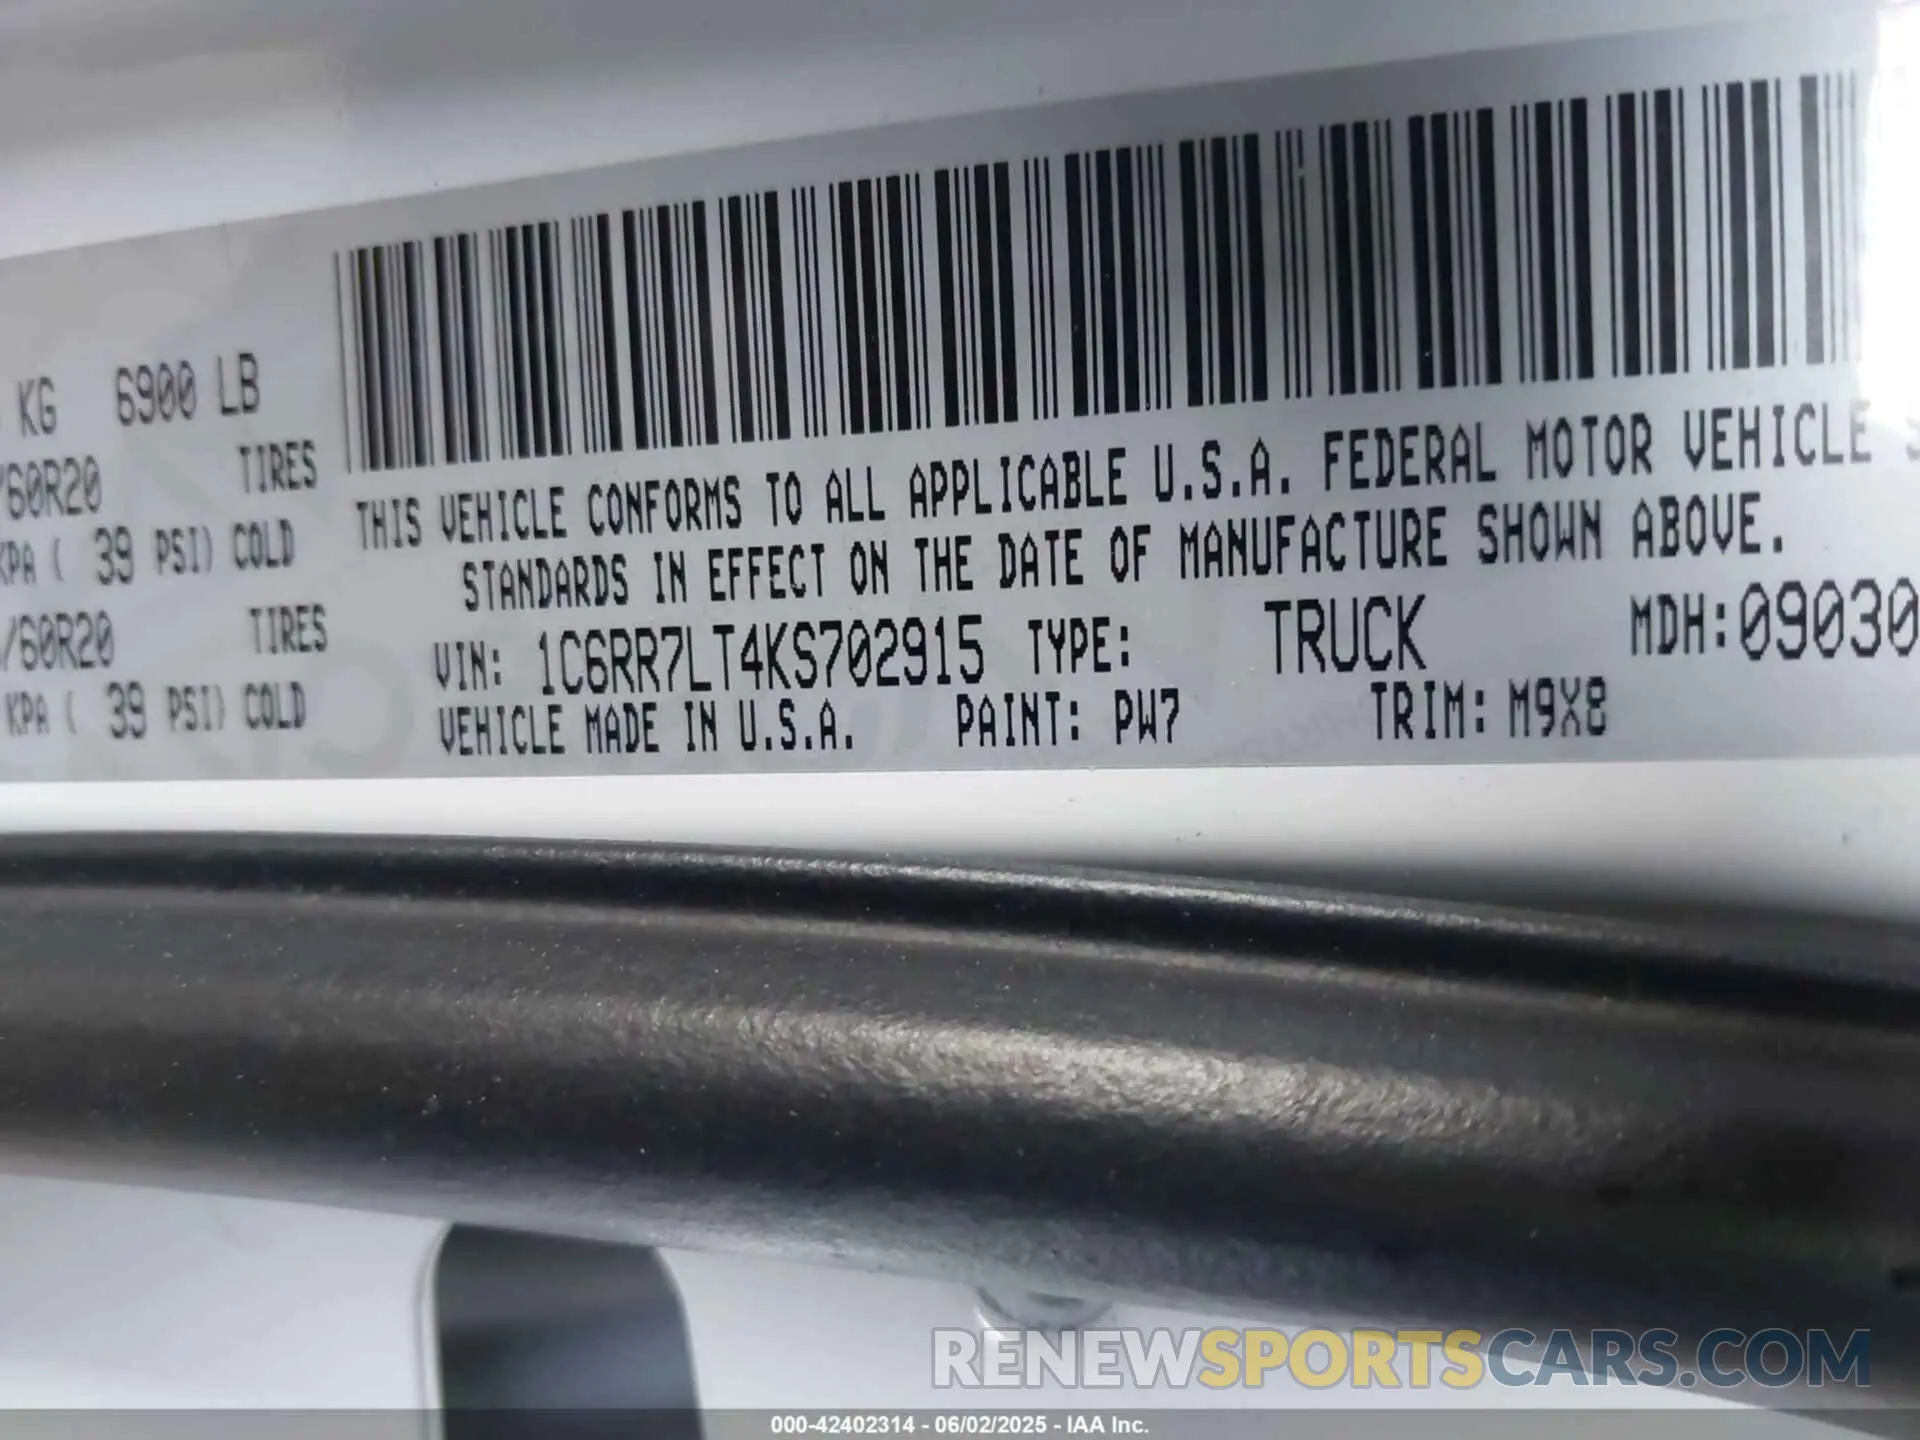 KG 6900 LB
/60R20 TIRES
KPA ( 39 PSI) COLD
/60R20 TIRES
KPA ( 39 PSI) COLD
THIS VEHICLE CONFORMS TO ALL APPLICABLE U.S.A. FEDERAL MOTOR VEHICLE
STANDARDS IN EFFECT ON THE DATE OF MANUFACTURE SHOWN ABOVE.
VIN: 1C6RR7LT4KS702915 TYPE: TRUCK MDH:09030
VEHICLE MADE IN U.S.A. PAINT: PW7 TRIM: M9X8
RENEWSPORTSCARS.COM
000-42402314 - 06/02/2025 - IAA Inc.